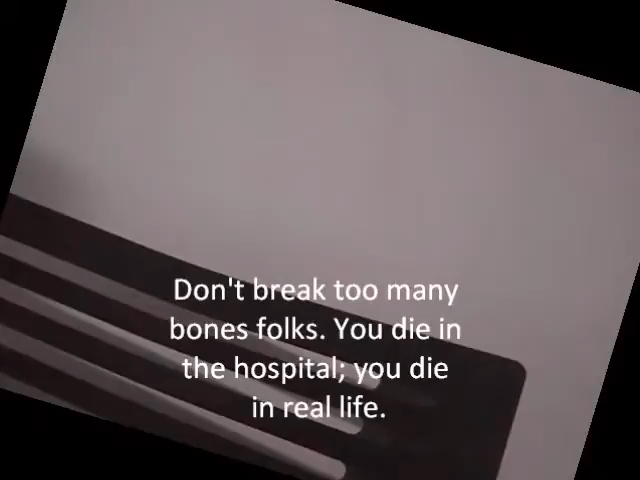 Don't break too many
bones folks. You die in
the hospital; you die
in real life.